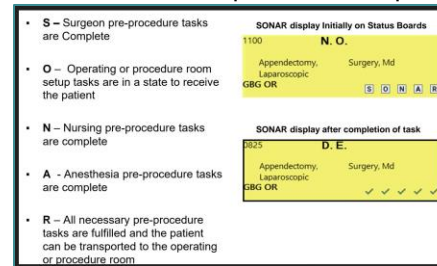 • S – Surgeon pre-procedure tasks
are Complete
• O – Operating or procedure room
setup tasks are in a state to receive
the patient
• N – Nursing pre-procedure tasks
are complete
• A - Anesthesia pre-procedure tasks
are complete
• R – All necessary pre-procedure
tasks are fulfilled and the patient
can be transported to the operating
or procedure room
SONAR display Initially on Status Boards
1100 N. O.
Appendectomy, Surgery, Md
Laparoscopic
GBG OR S O N A R
SONAR display after completion of task
0825 D. E.
Appendectomy, Surgery, Md
Laparoscopic
GBG OR ✓ ✓ ✓ ✓ ✓